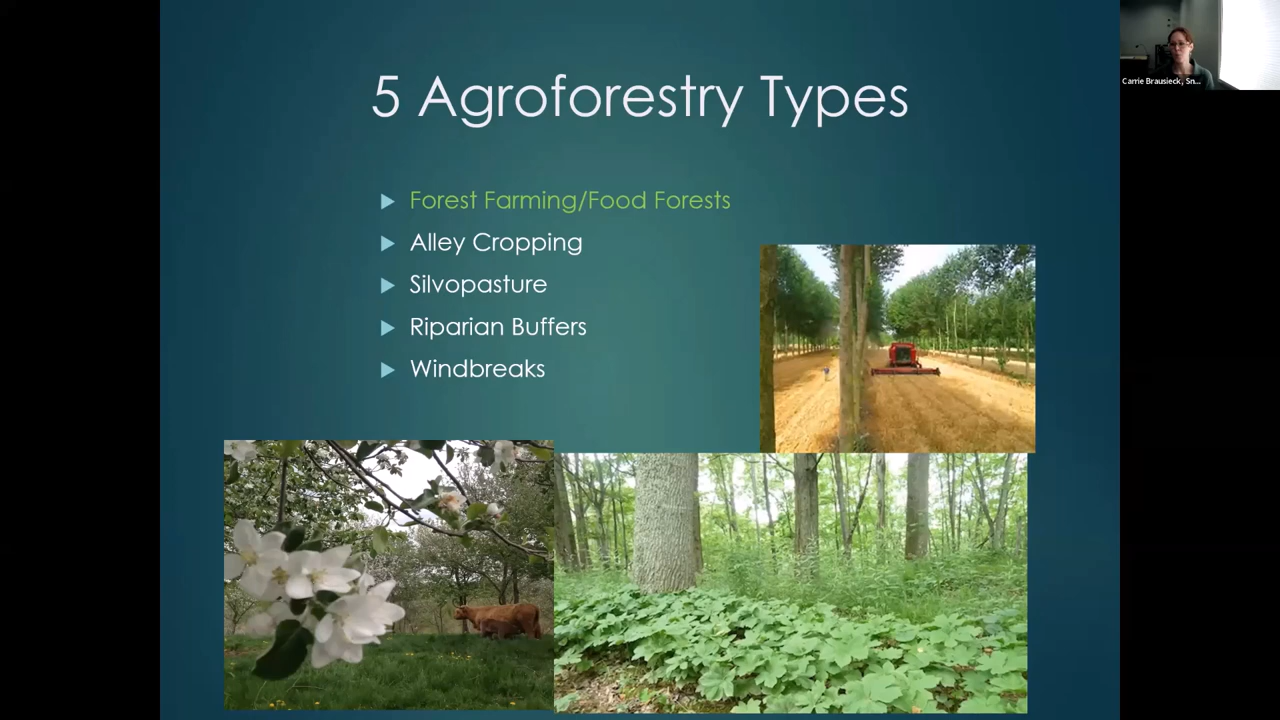 5 Agroforestry Types
Forest Farming/Food Forests
Alley Cropping
Silvopasture
Riparian Buffers
Windbreaks
Carrie Brausieck, Sn...